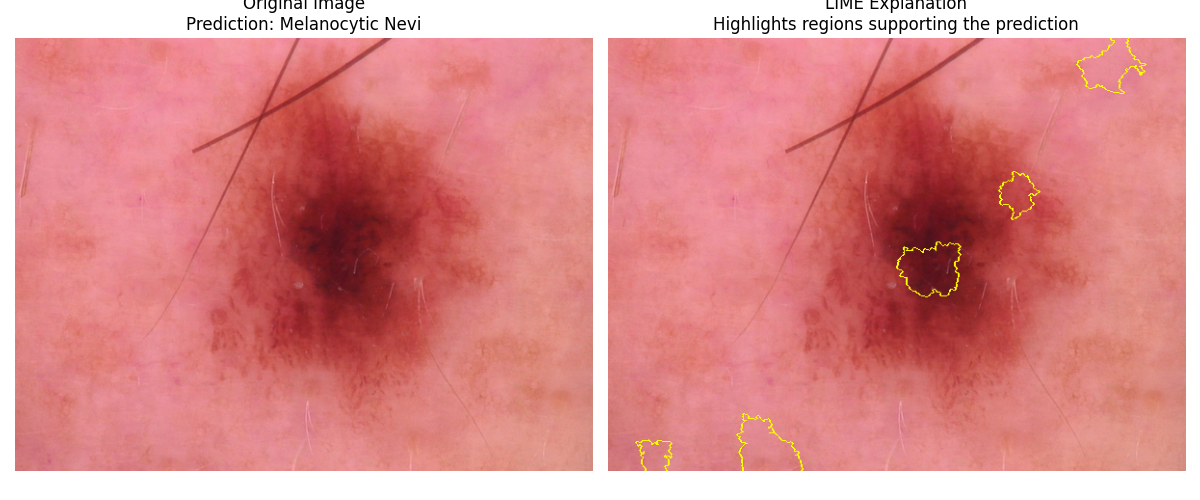 Original Image
Prediction: Melanocytic Nevi
LIME Explanation
Highlights regions supporting the prediction